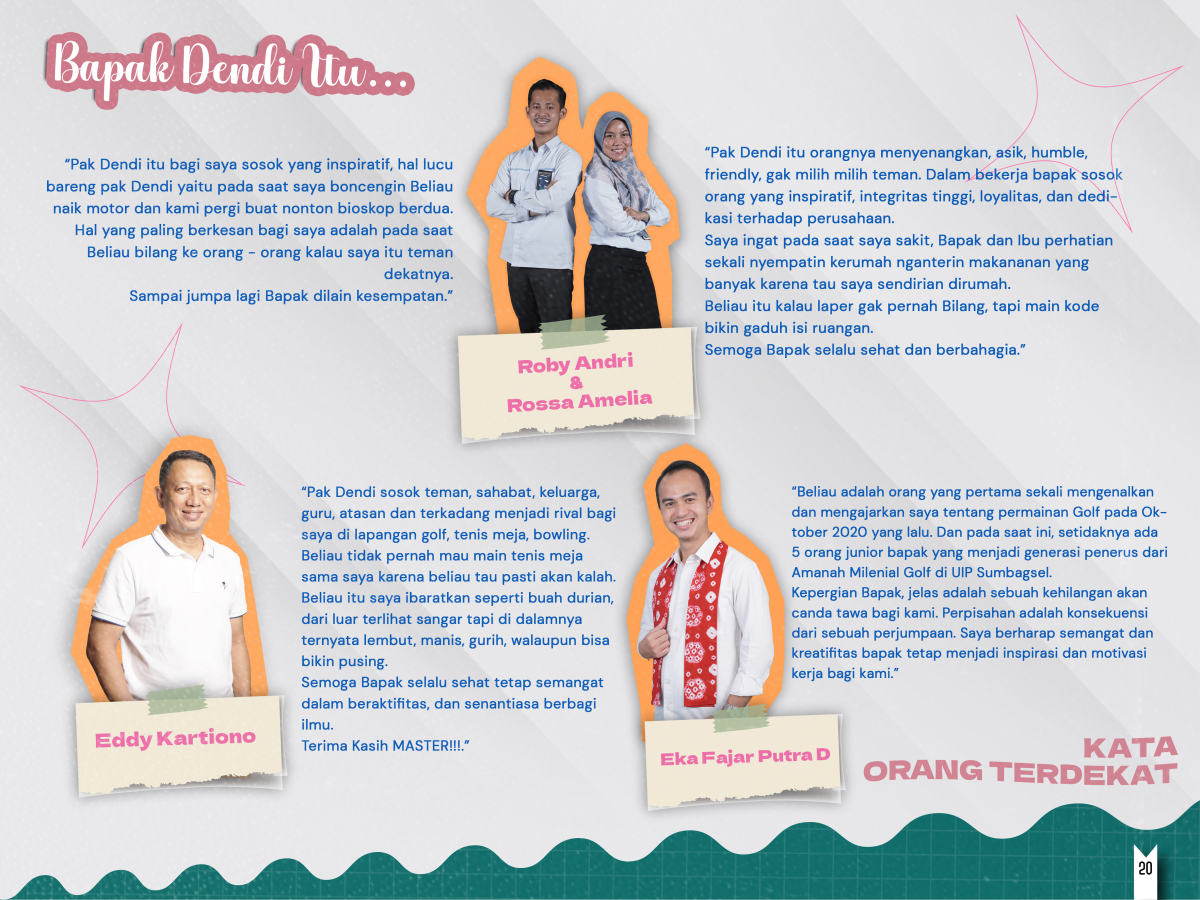 Bapak Dendi Itu...
“Pak Dendi itu bagi saya sosok yang inspiratif, hal lucu
bareng pak Dendi yaitu pada saat saya boncengin Beliau
naik motor dan kami pergi buat nonton bioskop berdua.
Hal yang paling berkesan bagi saya adalah pada saat
Beliau bilang ke orang - orang kalau saya itu teman
dekatnya.
Sampai jumpa lagi Bapak dilain kesempatan.”
“Pak Dendi itu orangnya menyenangkan, asik, humble,
friendly, gak milih milih teman. Dalam bekerja bapak sosok
orang yang inspiratif, integritas tinggi, loyalitas, dan dedi-
kasi terhadap perusahaan.
Saya ingat pada saat saya sakit, Bapak dan Ibu perhatian
sekali nyempatin kerumah nganterin makananan yang
banyak karena tau saya sendirian dirumah.
Beliau itu kalau laper gak pernah Bilang, tapi main kode
bikin gaduh isi ruangan.
Semoga Bapak selalu sehat dan berbahagia.”
Roby Andri
&
Rossa Amelia
“Pak Dendi sosok teman, sahabat, keluarga,
guru, atasan dan terkadang menjadi rival bagi
saya di lapangan golf, tenis meja, bowling.
Beliau tidak pernah mau main tenis meja
sama saya karena beliau tau pasti akan kalah.
Beliau itu saya ibaratkan seperti buah durian,
dari luar terlihat sangar tapi di dalamnya
ternyata lembut, manis, gurih, walaupun bisa
bikin pusing.
Semoga Bapak selalu sehat tetap semangat
dalam beraktifitas, dan senantiasa berbagi
ilmu.
Terima Kasih MASTER!!!.”
Eddy Kartiono
“Beliau adalah orang yang pertama sekali mengenalkan
dan mengajarkan saya tentang permainan Golf pada Ok-
tober 2020 yang lalu. Dan pada saat ini, setidaknya ada
5 orang junior bapak yang menjadi generasi penerus dari
Amanah Milenial Golf di UIP Sumbagsel.
Kepergian Bapak, jelas adalah sebuah kehilangan akan
canda tawa bagi kami. Perpisahan adalah konsekuensi
dari sebuah perjumpaan. Saya berharap semangat dan
kreatifitas bapak tetap menjadi inspirasi dan motivasi
kerja bagi kami.”
Eka Fajar Putra D
KATA
ORANG TERDEKAT
20